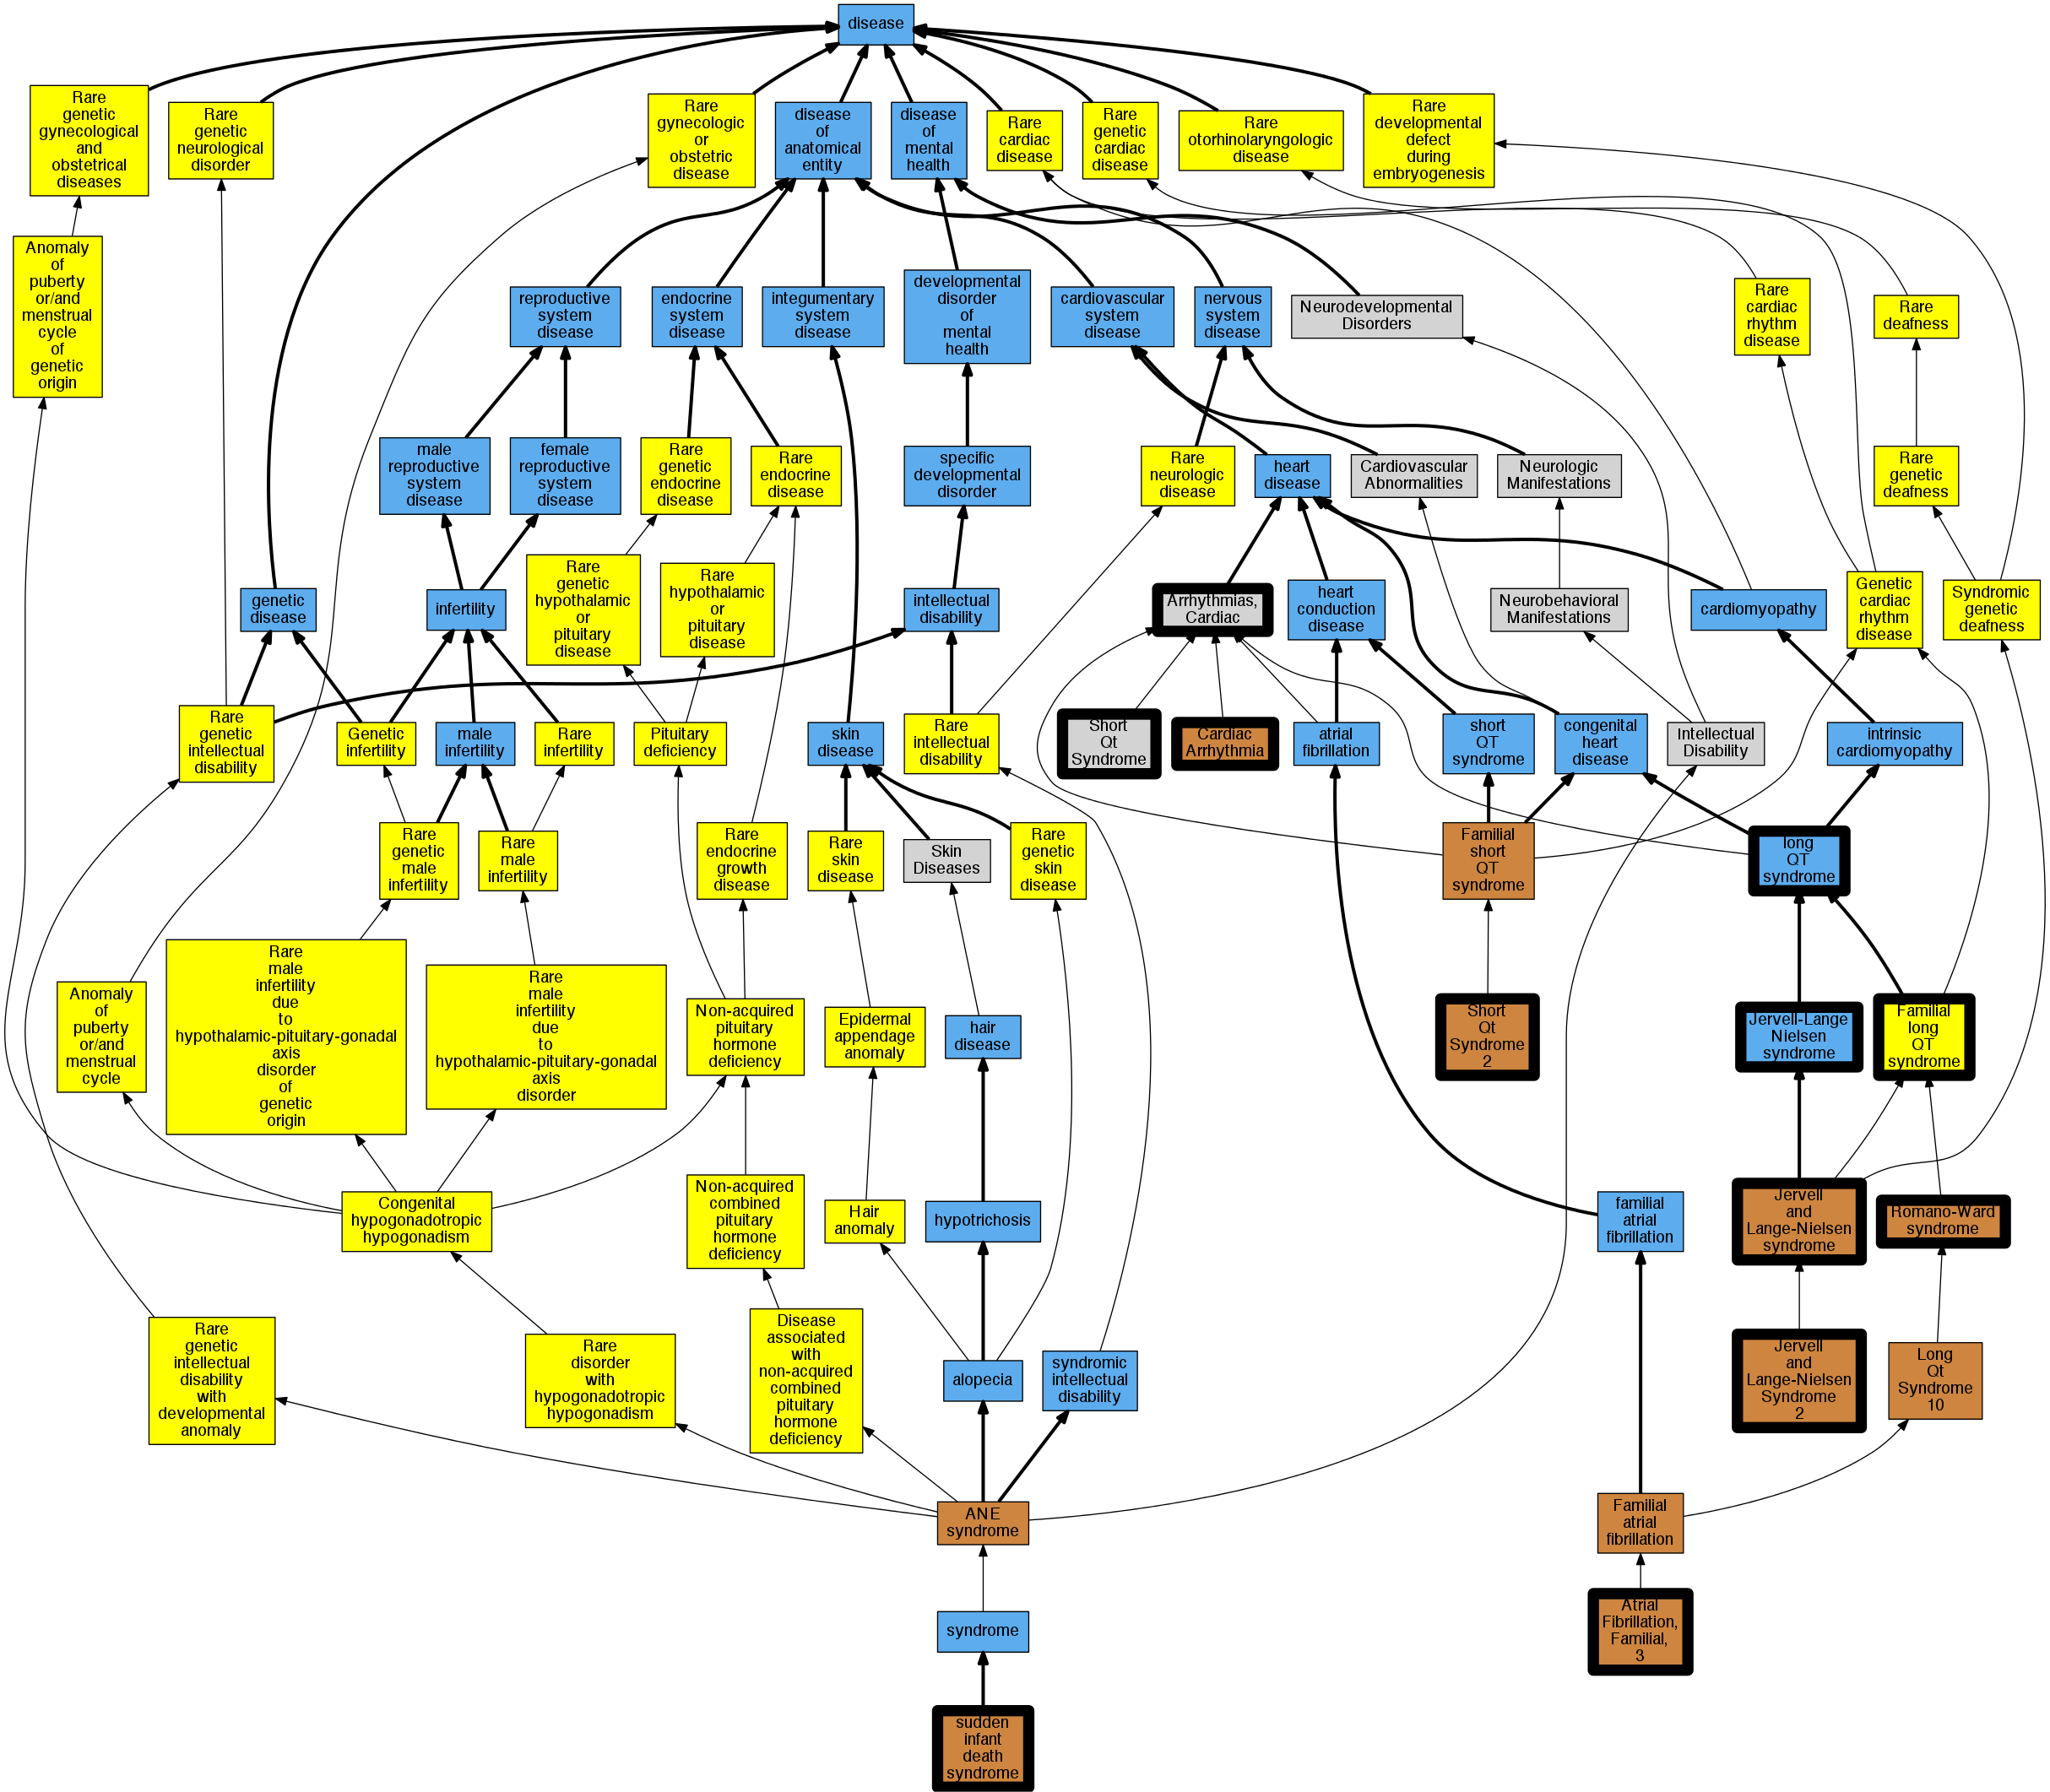 disease
Rare
genetic
gynecological
and
obstetrical
diseases
Rare
genetic
neurological
disorder
Rare
gynecologic
or
obstetric
disease
disease
of
anatomical
entity
disease
of
mental
health
Rare
cardiac
disease
Rare
genetic
cardiac
disease
Rare
otorhinolaryngologic
disease
Rare
developmental
defect
during
embryogenesis
Anomaly
of
puberty
or/and
menstrual
cycle
of
genetic
origin
reproductive
system
disease
endocrine
system
disease
integumentary
system
disease
developmental
disorder
of
mental
health
cardiovascular
system
disease
nervous
system
disease
Neurodevelopmental
Disorders
Rare
cardiac
rhythm
disease
Rare
deafness
male
reproductive
system
disease
female
reproductive
system
disease
Rare
genetic
endocrine
disease
Rare
endocrine
disease
specific
developmental
disorder
Rare
neurologic
disease
heart
disease
Cardiovascular
Abnormalities
Neurologic
Manifestations
Rare
genetic
deafness
genetic
disease
infertility
Rare
genetic
hypothalamic
or
pituitary
disease
Rare
hypothalamic
or
pituitary
disease
intellectual
disability
Arrhythmias,
Cardiac
heart
conduction
disease
Neurobehavioral
Manifestations
cardiomyopathy
Genetic
cardiac
rhythm
disease
Syndromic
genetic
deafness
Rare
genetic
intellectual
disability
Genetic
infertility
male
infertility
Rare
infertility
Pituitary
deficiency
skin
disease
Rare
intellectual
disability
Short
Qt
Syndrome
Cardiac
Arrhythmia
atrial
fibrillation
short
QT
syndrome
congenital
heart
disease
Intellectual
Disability
intrinsic
cardiomyopathy
Rare
genetic
male
infertility
Rare
male
infertility
Rare
endocrine
growth
disease
Rare
skin
disease
Skin
Diseases
Rare
genetic
skin
disease
Familial
short
QT
syndrome
long
QT
syndrome
Anomaly
of
puberty
or/and
menstrual
cycle
Rare
male
infertility
due
to
hypothalamic-pituitary-gonadal
axis
disorder
of
genetic
origin
Rare
male
infertility
due
to
hypothalamic-pituitary-gonadal
axis
disorder
Non-acquired
pituitary
hormone
deficiency
Epidermal
appendage
anomaly
hair
disease
Short
Qt
Syndrome
2
Jervell-Lange
Nielsen
syndrome
Familial
long
QT
syndrome
Congenital
hypogonadotropic
hypogonadism
Non-acquired
combined
pituitary
hormone
deficiency
Hair
anomaly
hypotrichosis
familial
atrial
fibrillation
Jervell
and
Lange-Nielsen
syndrome
Romano-Ward
syndrome
Rare
genetic
intellectual
disability
with
developmental
anomaly
Rare
disorder
with
hypogonadotropic
hypogonadism
Disease
associated
with
non-acquired
combined
pituitary
hormone
deficiency
alopecia
syndromic
intellectual
disability
Jervell
and
Lange-Nielsen
Syndrome
2
Long
Qt
Syndrome
10
ANE
syndrome
Familial
atrial
fibrillation
syndrome
Atrial
Fibrillation,
Familial,
3
sudden
infant
death
syndrome